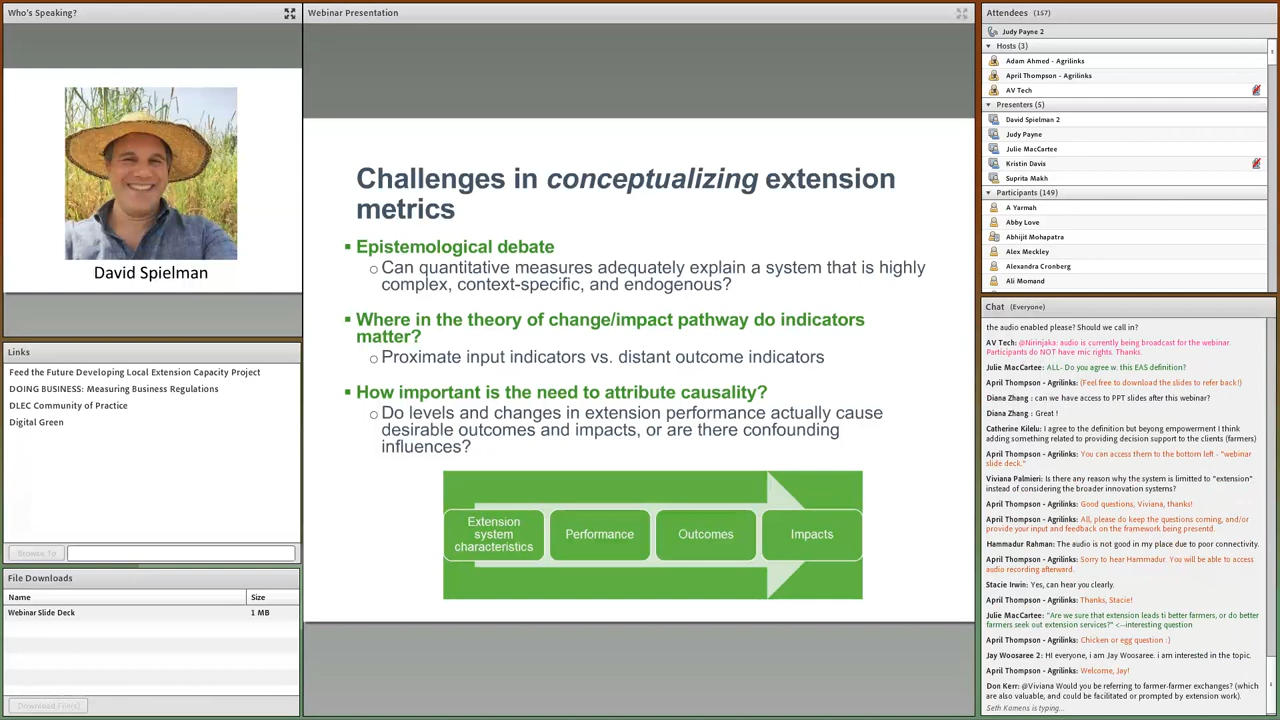 Who's Speaking?
David Spielman
Links
Feed the Future Developing Local Extension Capacity Project
DOING BUSINESS: Measuring Business Regulations
DLEC Community of Practice
Digital Green
Browse To
File Downloads
Name Size
Webinar Slide Deck 1 MB
Download File(s)
Webinar Presentation
Challenges in conceptualizing extension
metrics
▪ Epistemological debate
o Can quantitative measures adequately explain a system that is highly
complex, context-specific, and endogenous?
▪ Where in the theory of change/impact pathway do indicators
matter?
o Proximate input indicators vs. distant outcome indicators
▪ How important is the need to attribute causality?
o Do levels and changes in extension performance actually cause
desirable outcomes and impacts, or are there confounding
influences?
Extension
system
characteristics
Performance
Outcomes
Impacts
Attendees (157)
Judy Payne 2
Hosts (3)
Adam Ahmed - Agrilinks
April Thompson - Agrilinks
AV Tech
Presenters (5)
David Spielman 2
Judy Payne
Julie MacCartee
Kristin Davis
Suprita Makh
Participants (149)
A Yarmah
Abby Love
Abhijit Mohapatra
Alex Meckley
Alexandra Cronberg
Ali Momand
Chat (Everyone)
the audio enabled please? Should we call in?
AV Tech: @Nirinjaka: audio is currently being broadcast for the webinar.
Participants do NOT have mic rights. Thanks.
Julie MacCartee: ALL- Do you agree w. this EAS definition?
April Thompson - Agrilinks: (Feel free to download the slides to refer back!)
Diana Zhang : can we have access to PPT slides after this webinar?
Diana Zhang : Great !
Catherine Kilelu: I agree to the definition but beyong empowerment I think
adding something related to providing decision support to the clients (farmers)
April Thompson - Agrilinks: You can access them to the bottom left - "webinar
slide deck."
Viviana Palmieri: Is there any reason why the system is limitted to "extension"
instead of considering the broader innovation systems?
April Thompson - Agrilinks: Good questions, Viviana, thanks!
April Thompson - Agrilinks: All, please do keep the questions coming, and/or
provide your input and feedback on the framework being presentd.
Hammadur Rahman: The audio is not good in my place due to poor connectivity.
April Thompson - Agrilinks: Sorry to hear Hammadur. You will be able to access
audio recording afterward.
Stacie Irwin: Yes, can hear you clearly.
April Thompson - Agrilinks: Thanks, Stacie!
Julie MacCartee: "Are we sure that extension leads ti better farmers, or do better
farmers seek out extension services?" <--interesting question
April Thompson - Agrilinks: Chicken or egg question :)
Jay Woosaree 2: HI everyone, i am Jay Woosaree. i am interested in the topic.
April Thompson - Agrilinks: Welcome, Jay!
Don Kerr: @Viviana Would you be referring to farmer-farmer exchanges? (which
are also valuable, and could be facilitated or prompted by extension work).
Seth Kamens is typing...